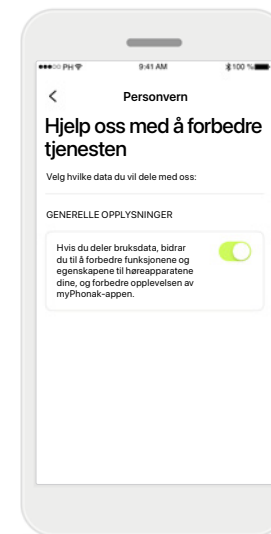 ●●●○○ PH 9:41 AM 100 %
Personvern
Hjelp oss med å forbedre
tjenesten
Velg hvilke data du vil dele med oss:
GENERELLE OPPLYSNINGER
Hvis du deler bruksdata, bidrar
du til å forbedre funksjonene og
egenskapene til høreapparatene
dine, og forbedre opplevelsen av
myPhonak-appen.